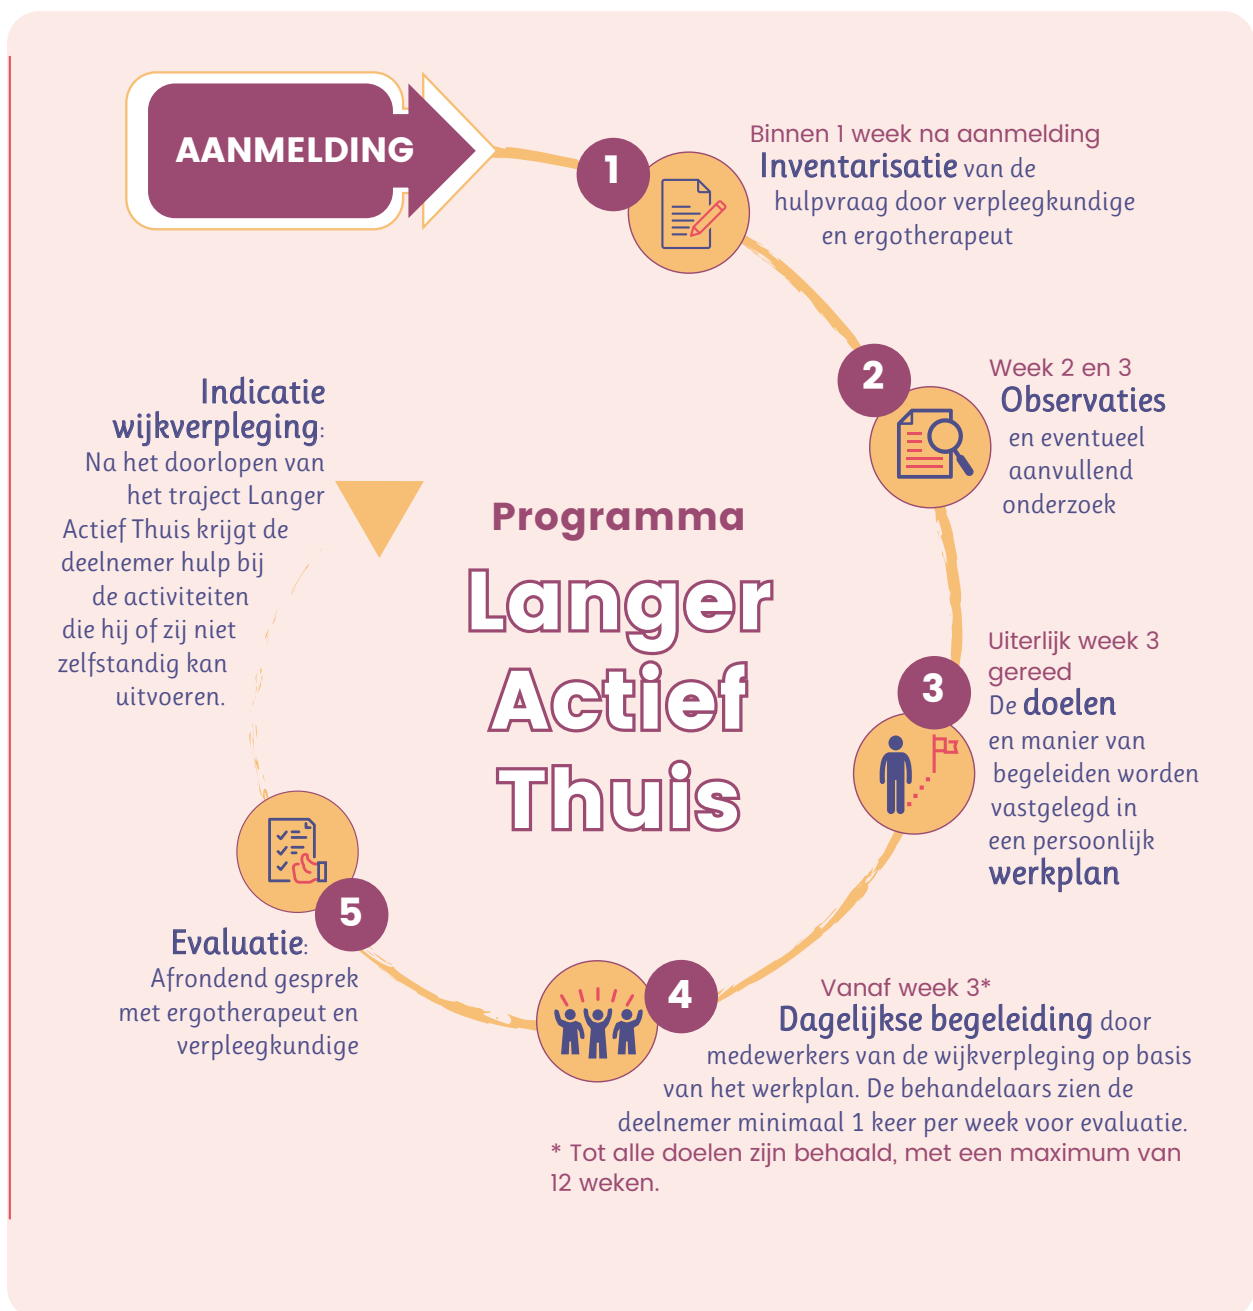 AANMELDING
1
Binnen 1 week na aanmelding
Inventarisatie van de
hulpvraag door verpleegkundige
en ergotherapeut
2
Week 2 en 3
Observaties
en eventueel
aanvullend
onderzoek
Programma
Langer
Actief
Thuis
3
Uiterlijk week 3
gereed
De doelen
en manier van
begeleiden worden
vastgelegd in
een persoonlijk
werkplan
4
Vanaf week 3*
Dagelijkse begeleiding door
medewerkers van de wijkverpleging op basis
van het werkplan. De behandelaars zien de
deelnemer minimaal 1 keer per week voor evaluatie.
* Tot alle doelen zijn behaald, met een maximum van
12 weken.
5
Evaluatie:
Afrondend gesprek
met ergotherapeut en
verpleegkundige
Indicatie
wijkverpleging:
Na het doorlopen van
het traject Langer
Actief Thuis krijgt de
deelnemer hulp bij
de activiteiten
die hij of zij niet
zelfstandig kan
uitvoeren.